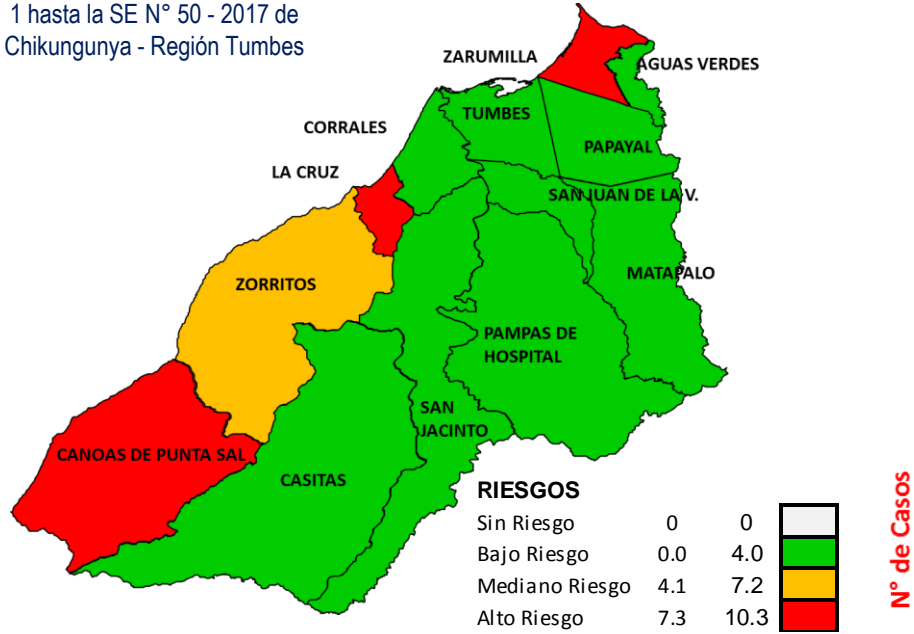 1 hasta la SE N° 50 - 2017 de
Chikungunya - Región Tumbes
ZARUMILLA
AGUAS VERDES
TUMBES
CORRALES
PAPAYAL
LA CRUZ
SAN JUAN DE LA V.
MATAPALO
ZORRITOS
PAMPAS DE
HOSPITAL
SAN
JACINTO
CANOAS DE PUNTA SAL
CASITAS
RIESGOS
Sin Riesgo 0 0
Bajo Riesgo 0.0 4.0
Mediano Riesgo 4.1 7.2
Alto Riesgo 7.3 10.3
N° de Casos